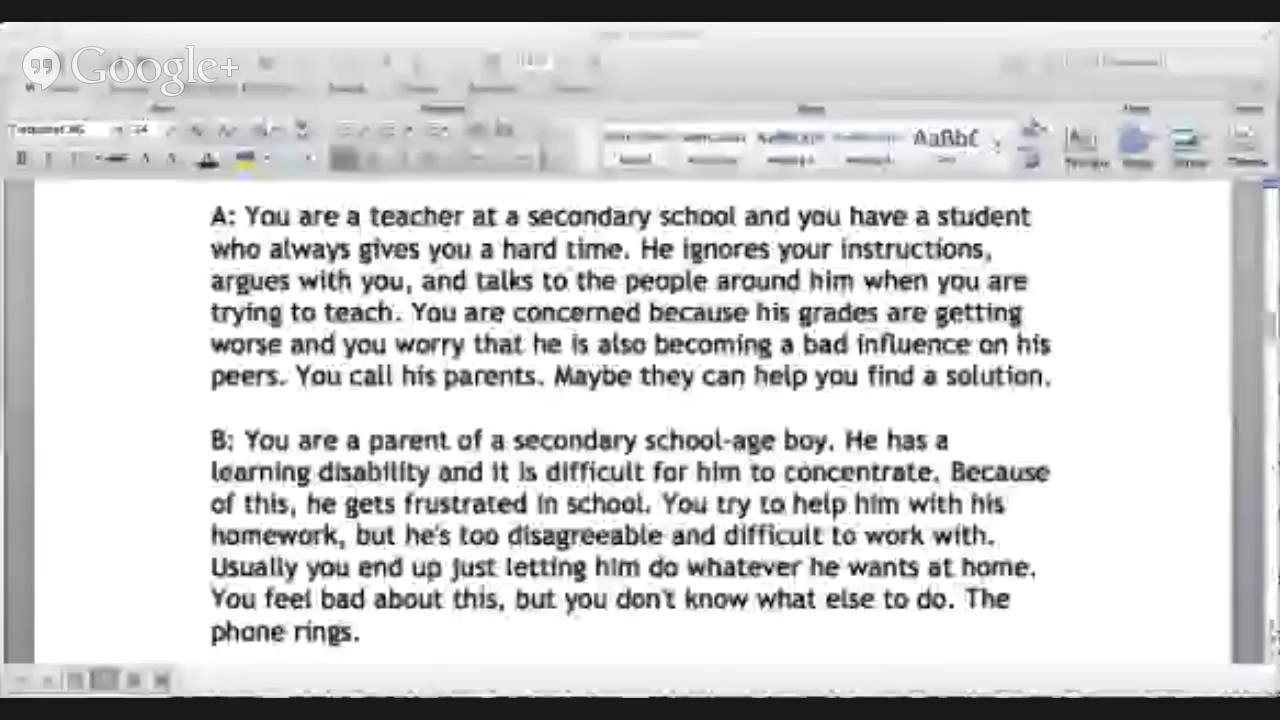 Google+
AaBbC
A: You are a teacher at a secondary school and you have a student
who always gives you a hard time. He ignores your instructions,
argues with you, and talks to the people around him when you are
trying to teach. You are concerned because his grades are getting
worse and you worry that he is also becoming a bad influence on his
peers. You call his parents. Maybe they can help you find a solution.
B: You are a parent of a secondary school-age boy. He has a
learning disability and it is difficult for him to concentrate. Because
of this, he gets frustrated in school. You try to help him with his
homework, but he's too disagreeable and difficult to work with.
Usually you end up just letting him do whatever he wants at home.
You feel bad about this, but you don't know what else to do. The
phone rings.